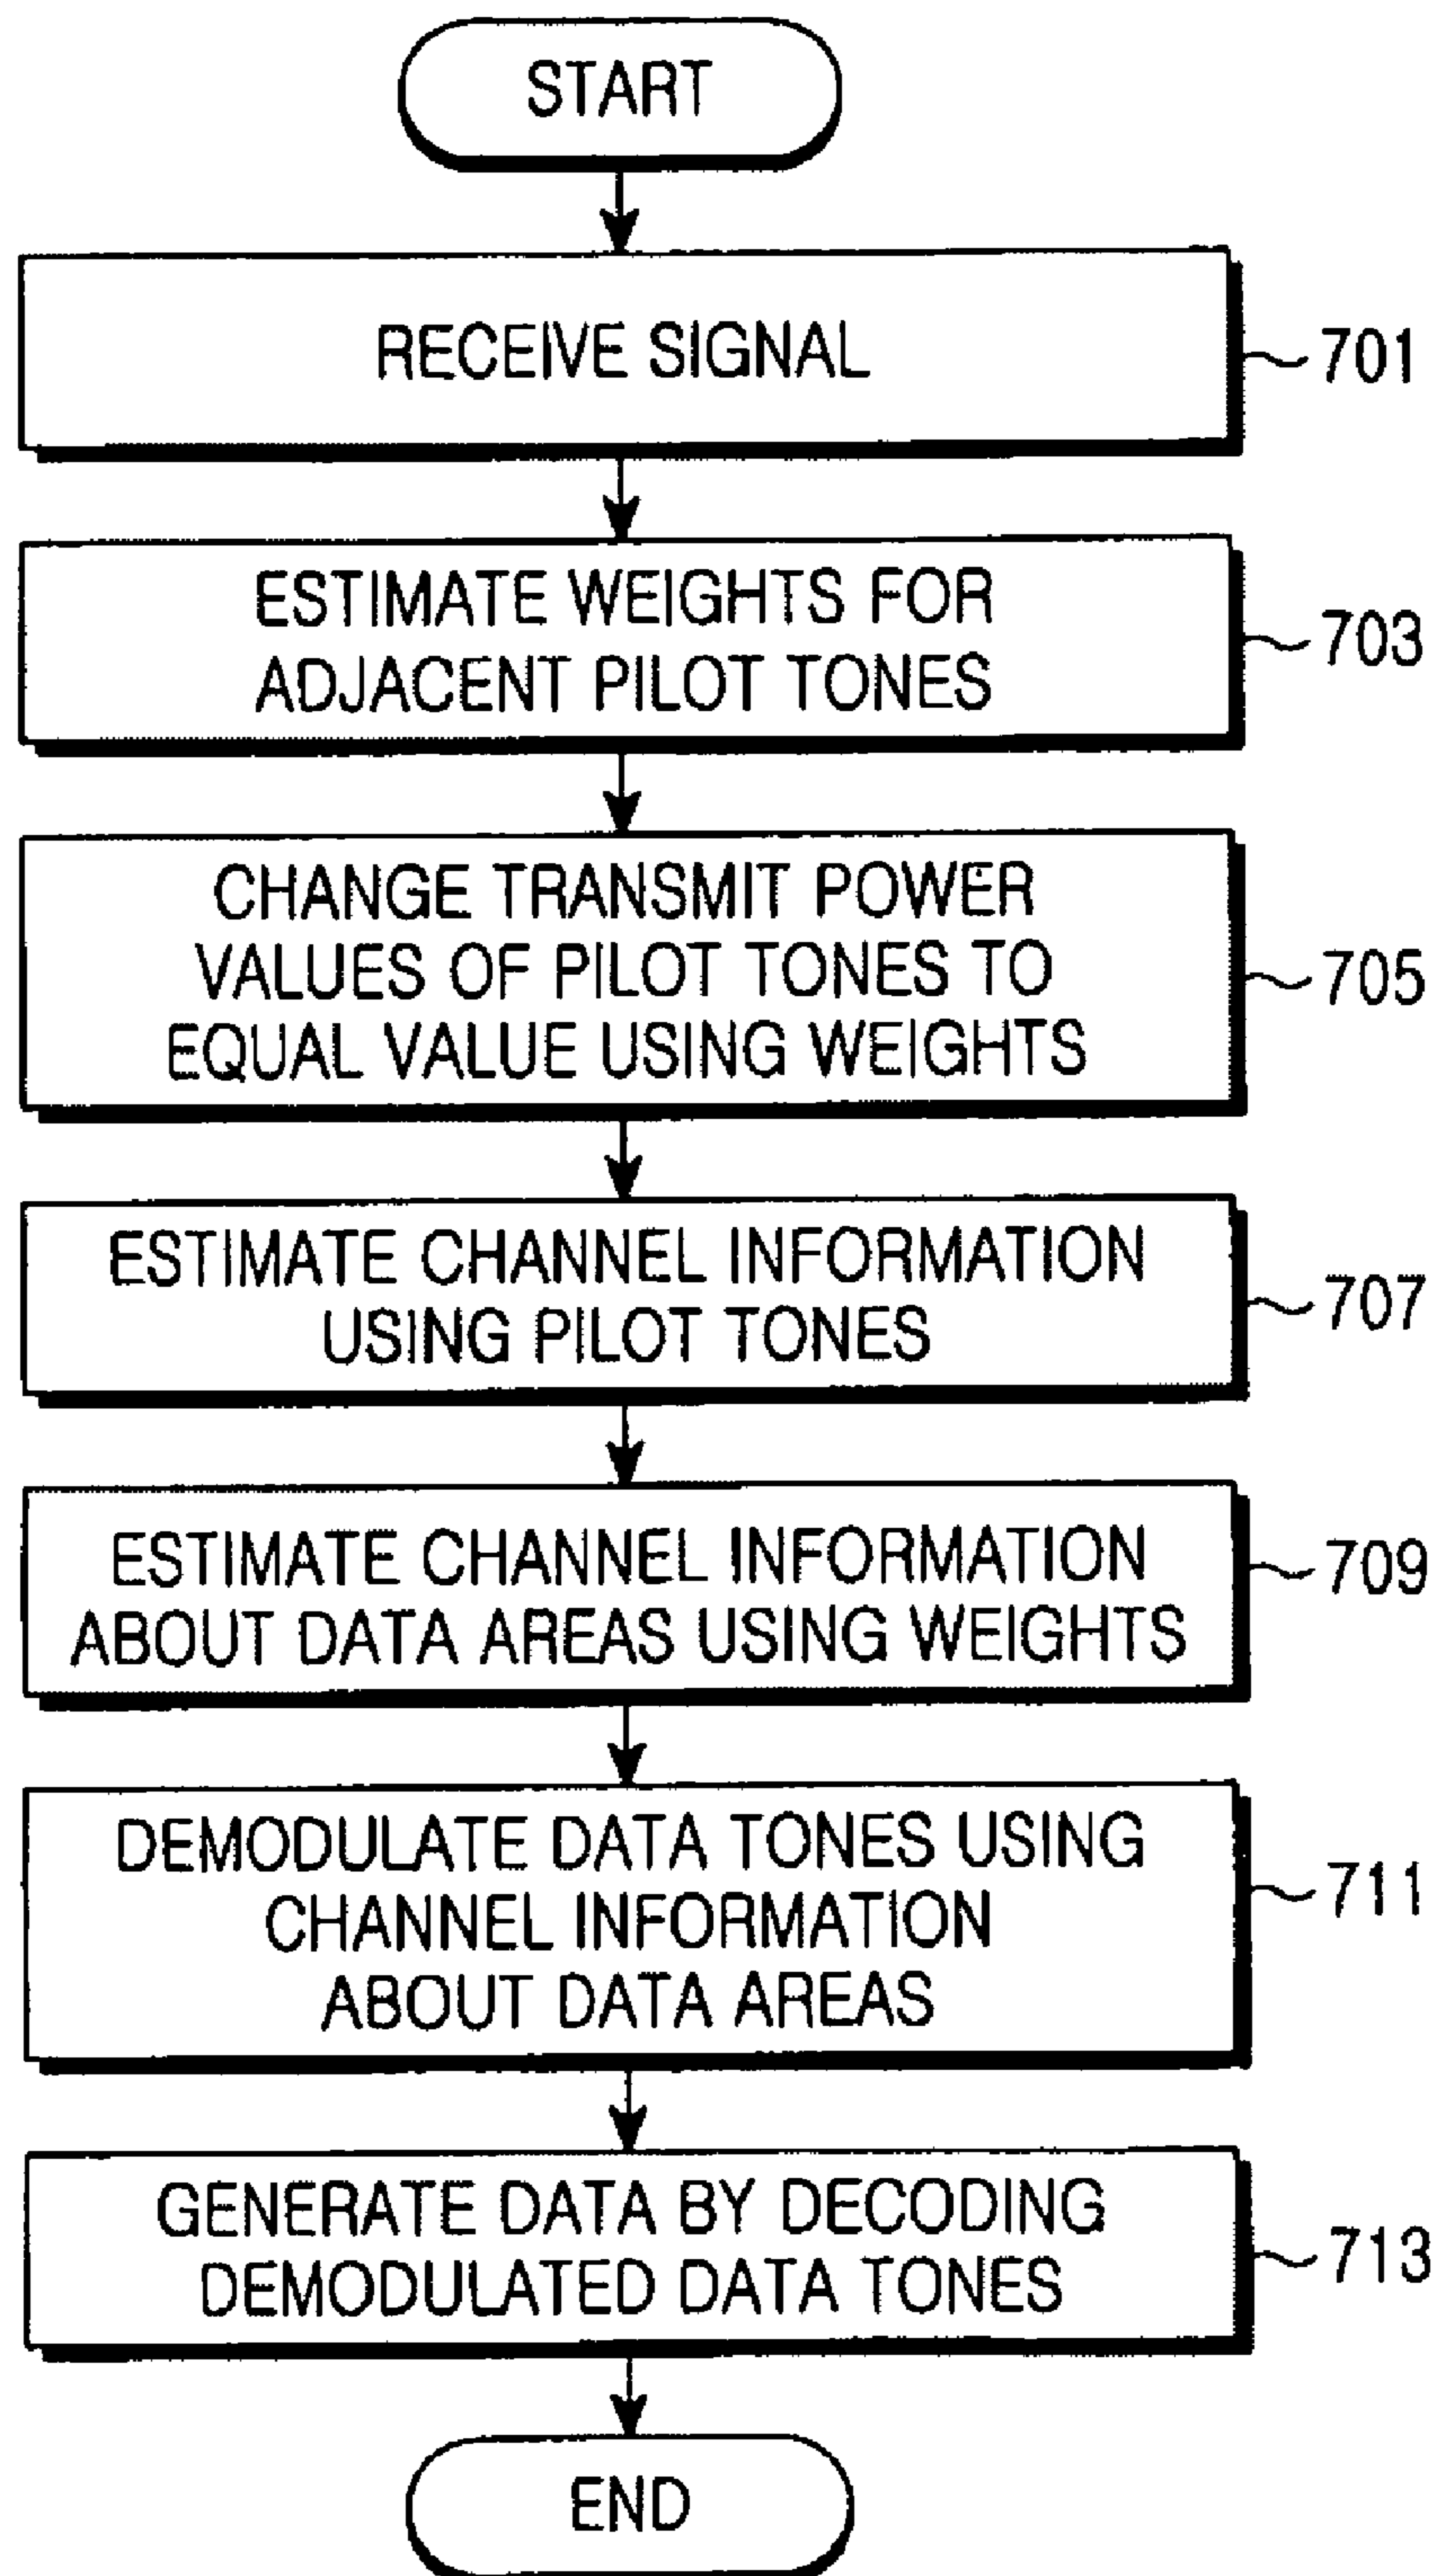 START
RECEIVE SIGNAL
701
ESTIMATE WEIGHTS FOR
ADJACENT PILOT TONES
703
CHANGE TRANSMIT POWER
VALUES OF PILOT TONES TO
EQUAL VALUE USING WEIGHTS
705
ESTIMATE CHANNEL INFORMATION
USING PILOT TONES
707
ESTIMATE CHANNEL INFORMATION
ABOUT DATA AREAS USING WEIGHTS
709
DEMODULATE DATA TONES USING
CHANNEL INFORMATION
ABOUT DATA AREAS
711
GENERATE DATA BY DECODING
DEMODULATED DATA TONES
713
END